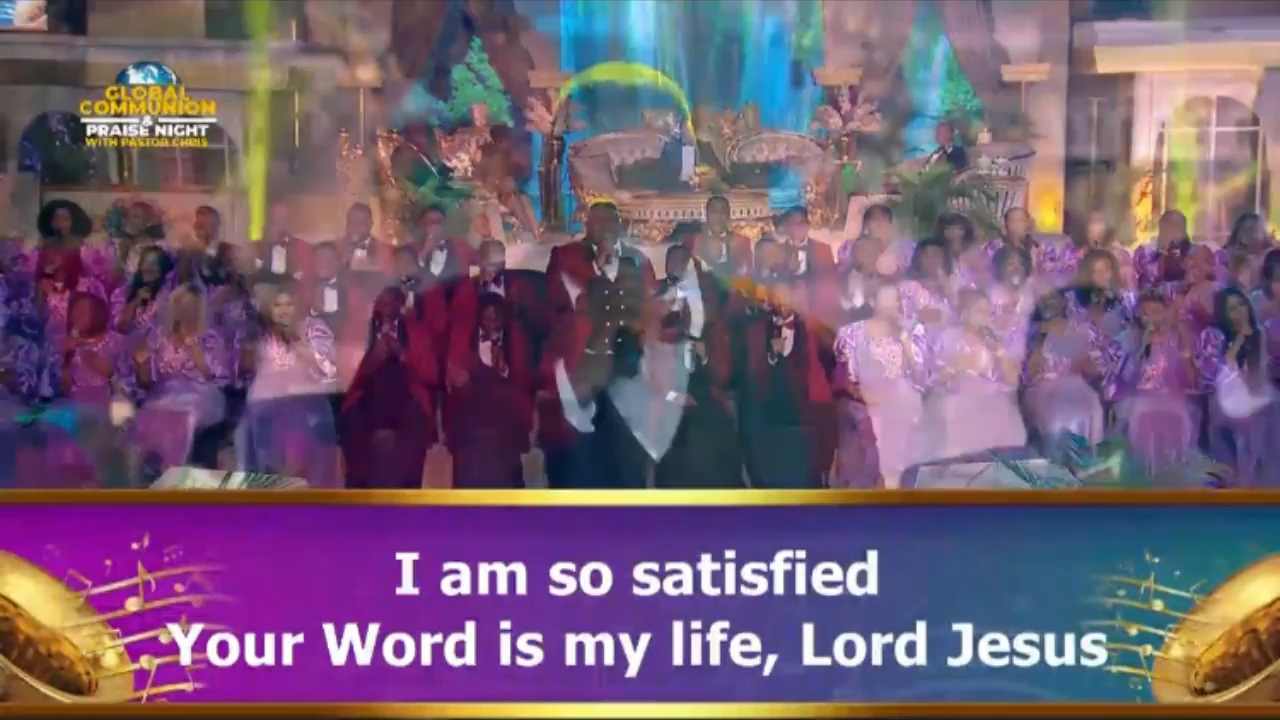 GLOBAL
COMMUNION
&
PRAISE NIGHT
WITH PASTOR CHRIS
I am so satisfied
Your Word is my life, Lord Jesus